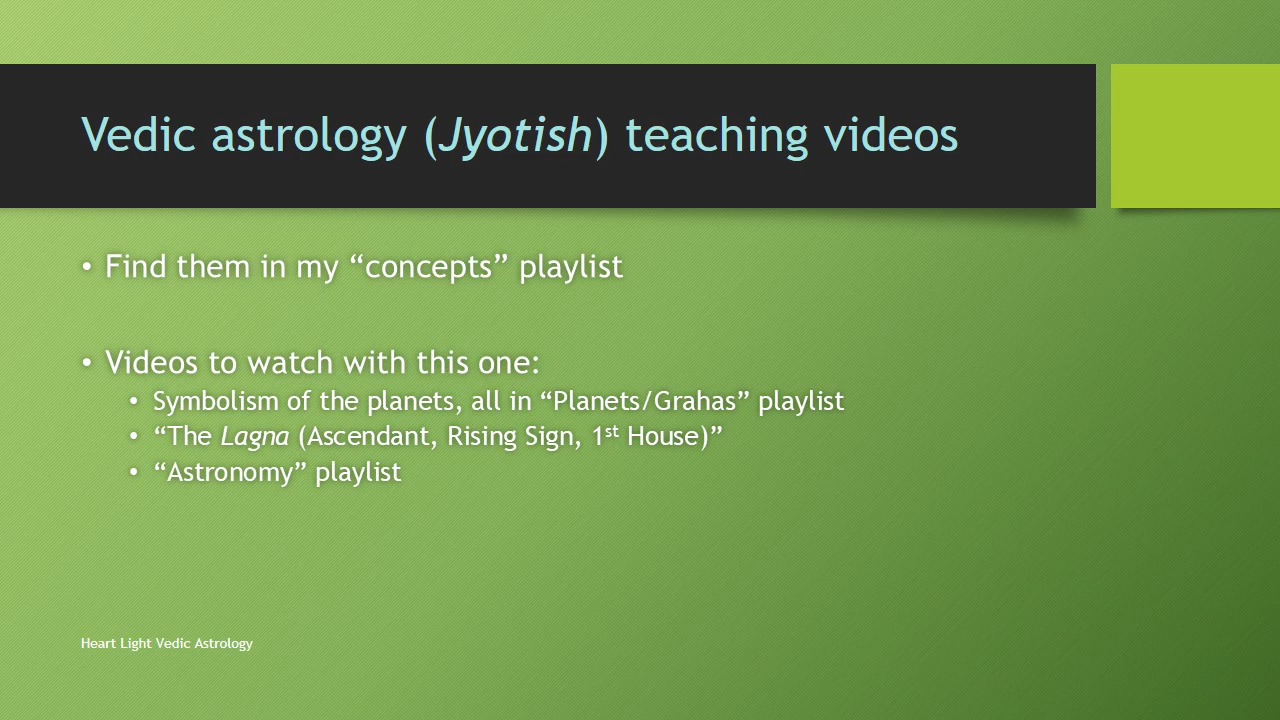 Vedic astrology (Jyotish) teaching videos
• Find them in my “concepts” playlist
• Videos to watch with this one:
• Symbolism of the planets, all in “Planets/Grahas” playlist
• “The Lagna (Ascendant, Rising Sign, 1st House)”
• “Astronomy” playlist
Heart Light Vedic Astrology